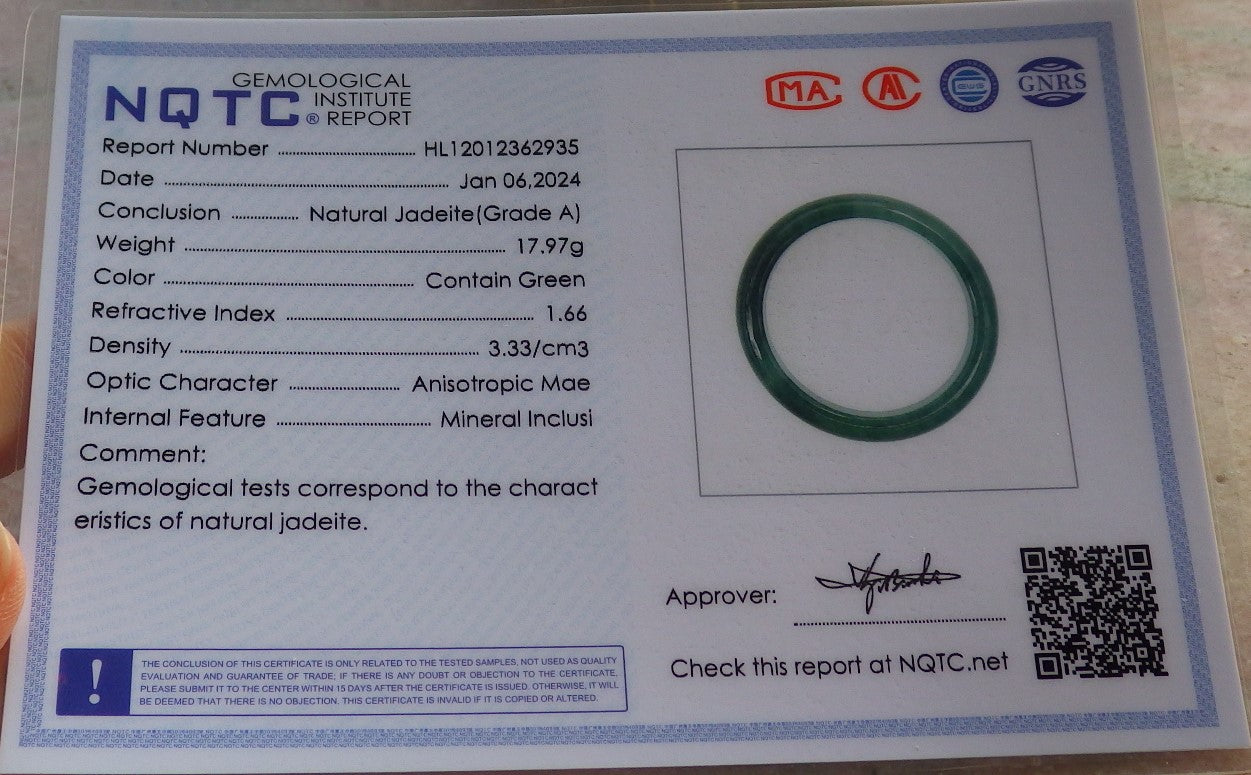 GEMOLOGICAL
NQTC INSTITUTE
® REPORT
MA
GNRS
Report Number ........................ HL12012362935
Date ........................ Jan 06,2024
Conclusion ........................ Natural Jadeite(Grade A)
Weight ........................ 17.97g
Color ........................ Contain Green
Refractive Index ........................ 1.66
Density ........................ 3.33/cm3
Optic Character ........................ Anisotropic Mae
Internal Feature ........................ Mineral Inclusi
Comment:
Gemological tests correspond to the charact
eristics of natural jadeite.
Approver:
Check this report at NQTC.net
! THE CONCLUSION OF THIS CERTIFICATE IS ONLY RELATED TO THE TESTED SAMPLES, NOT USED AS QUALITY
EVALUATION AND GUARANTEE OF TRADE; IF THERE IS ANY DOUBT OR OBJECTION TO THE CERTIFICATE,
PLEASE SUBMIT IT TO THE CENTER WITHIN 15 DAYS AFTER THE CERTIFICATE IS ISSUED. OTHERWISE, IT WILL
BE DEEMED THAT THERE IS NO OBJECTION. THIS CERTIFICATE IS INVALID IF IT IS COPIED OR ALTERED.